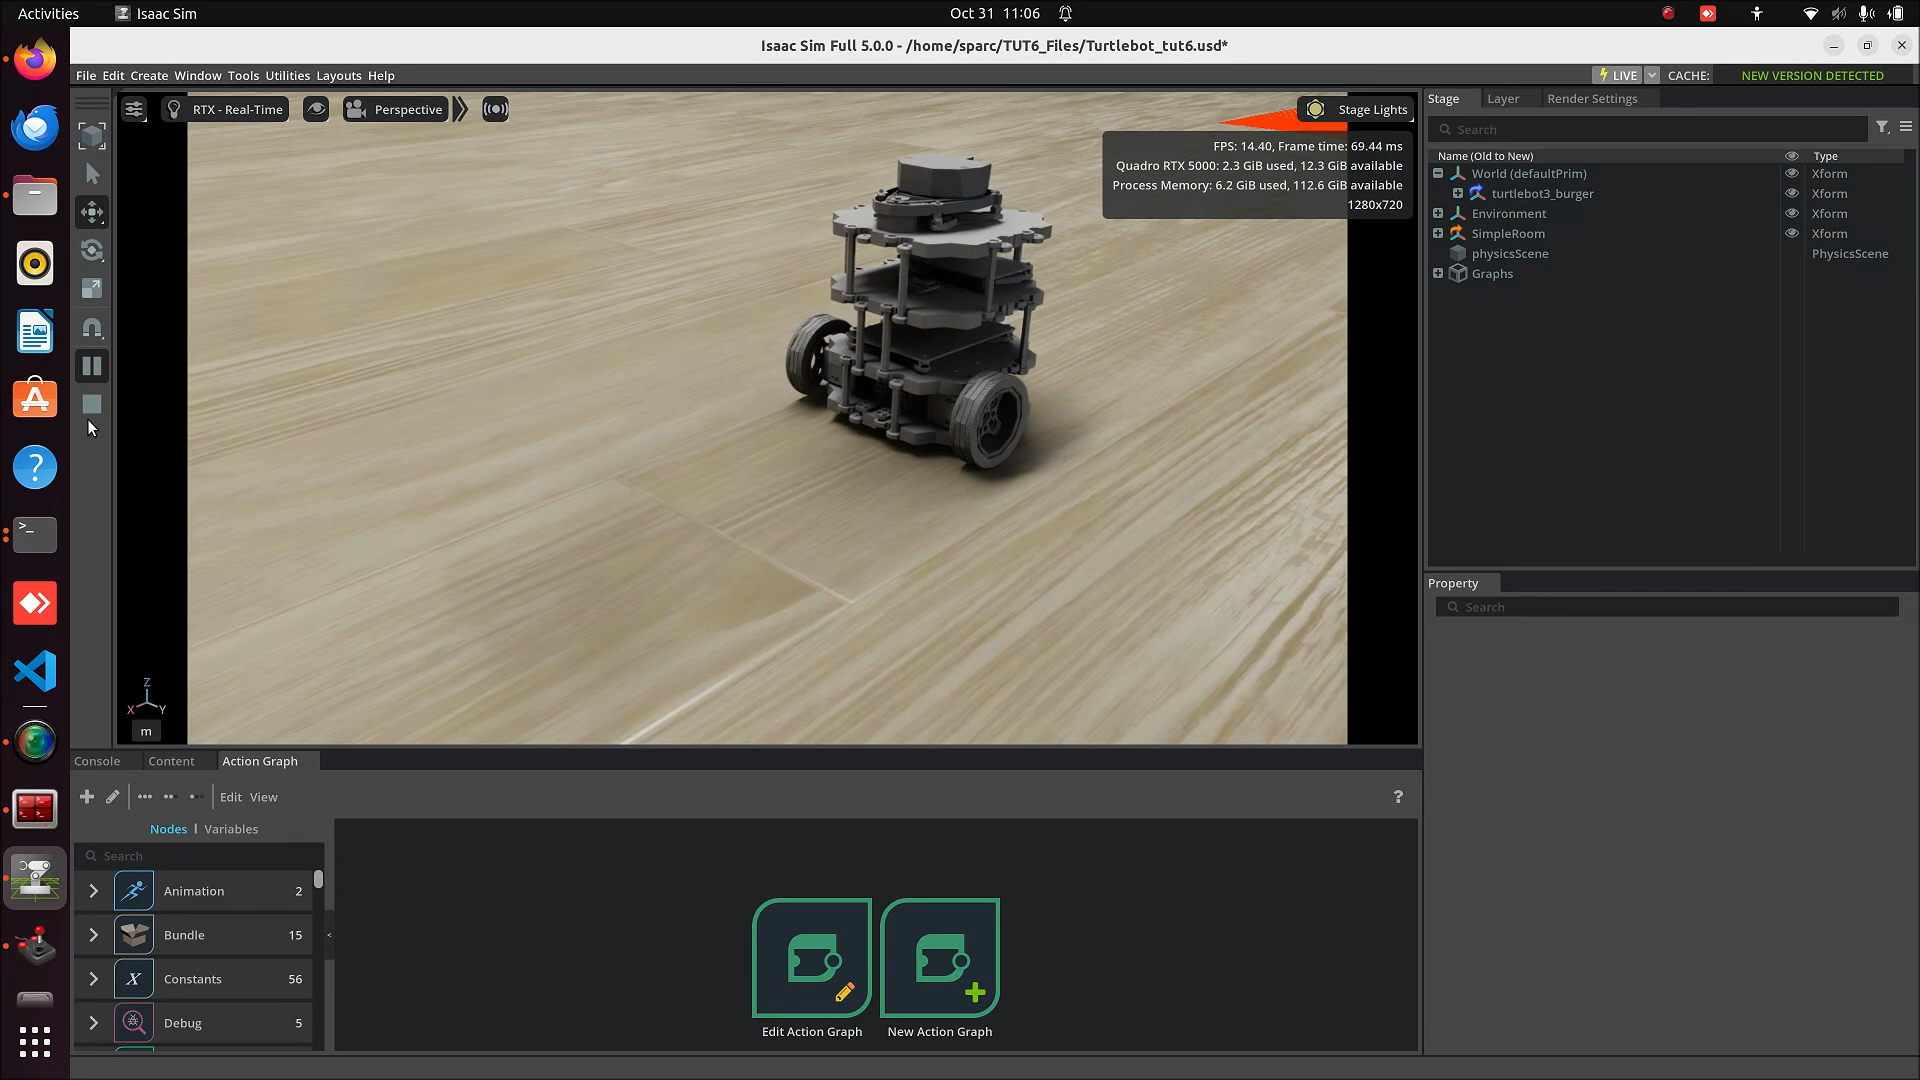 Activities
Isaac Sim
Oct 31 11:06
Isaac Sim Full 5.0.0 - /home/sparc/TUT6_Files/Turtlebot_tut6.usd*
File Edit Create Window Tools Utilities Layouts Help
LIVE
CACHE:
NEW VERSION DETECTED
RTX - Real-Time
Perspective
Stage Lights
FPS: 14.40, Frame time: 69.44 ms
Quadro RTX 5000: 2.3 GiB used, 12.3 GiB available
Process Memory: 6.2 GiB used, 112.6 GiB available
1280x720
Z
X
Y
m
Stage
Layer
Render Settings
Search
Name (Old to New)
Type
World (defaultPrim)
Xform
turtlebot3_burger
Xform
Environment
Xform
SimpleRoom
Xform
physicsScene
PhysicsScene
Graphs
Property
Search
Console
Content
Action Graph
Edit View
?
Nodes | Variables
Search
Animation 2
Bundle 15
X Constants 56
Debug 5
<
Edit Action Graph
New Action Graph